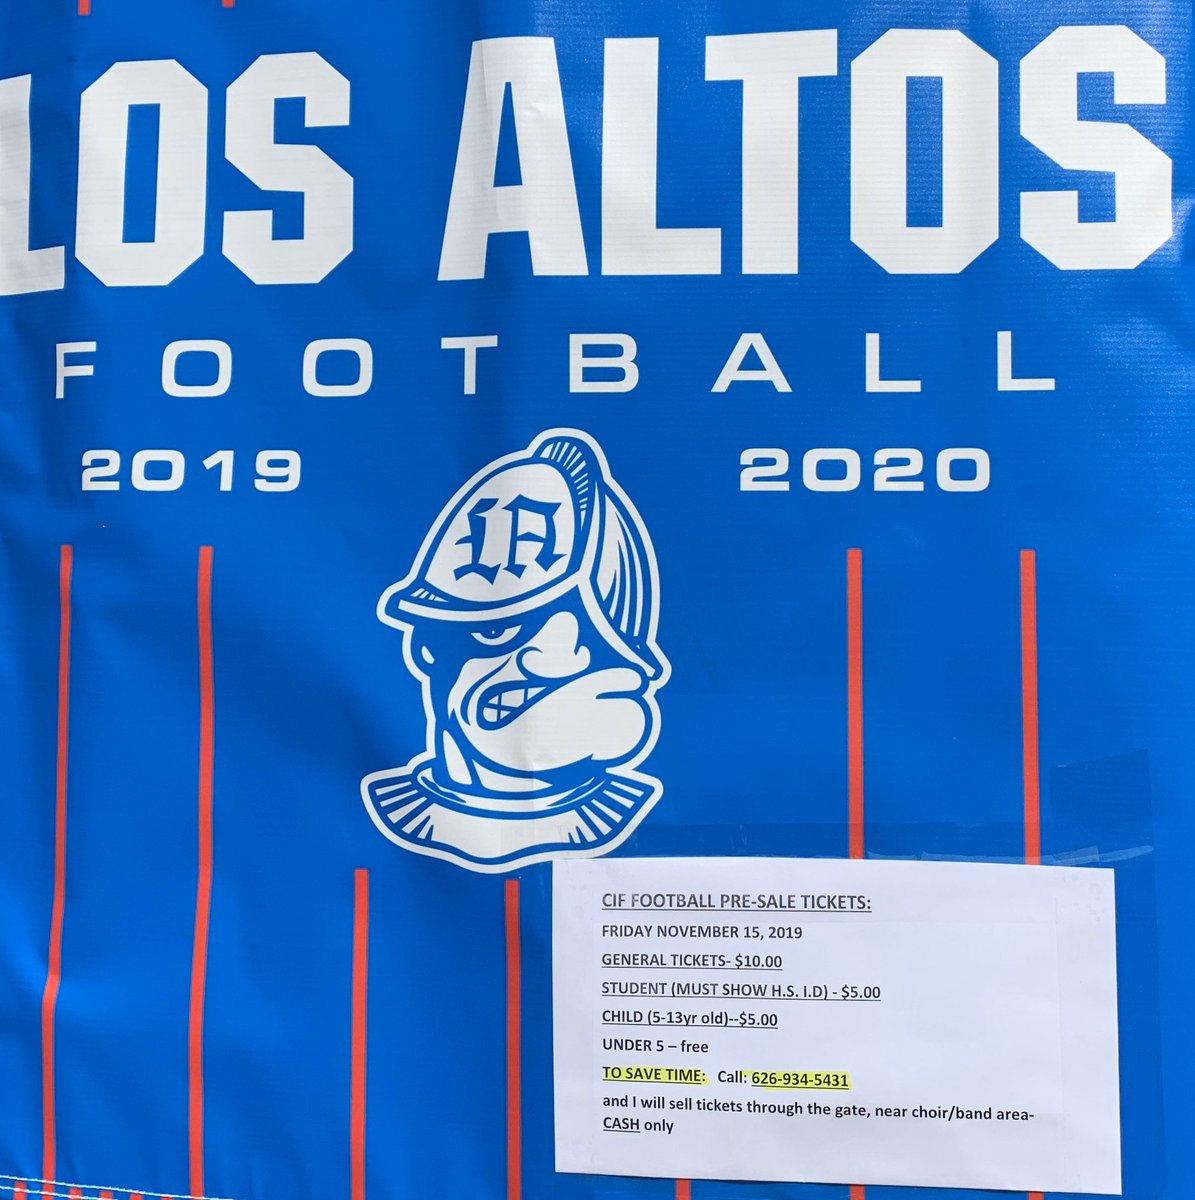 LOS ALTOS
FOOTBALL
2019 2020
LA
CIF FOOTBALL PRE-SALE TICKETS:
FRIDAY NOVEMBER 15, 2019
GENERAL TICKETS- $10.00
STUDENT (MUST SHOW H.S. I.D) - $5.00
CHILD (5-13yr old)--$5.00
UNDER 5 – free
TO SAVE TIME: Call: 626-934-5431
and I will sell tickets through the gate, near choir/band area-
CASH only